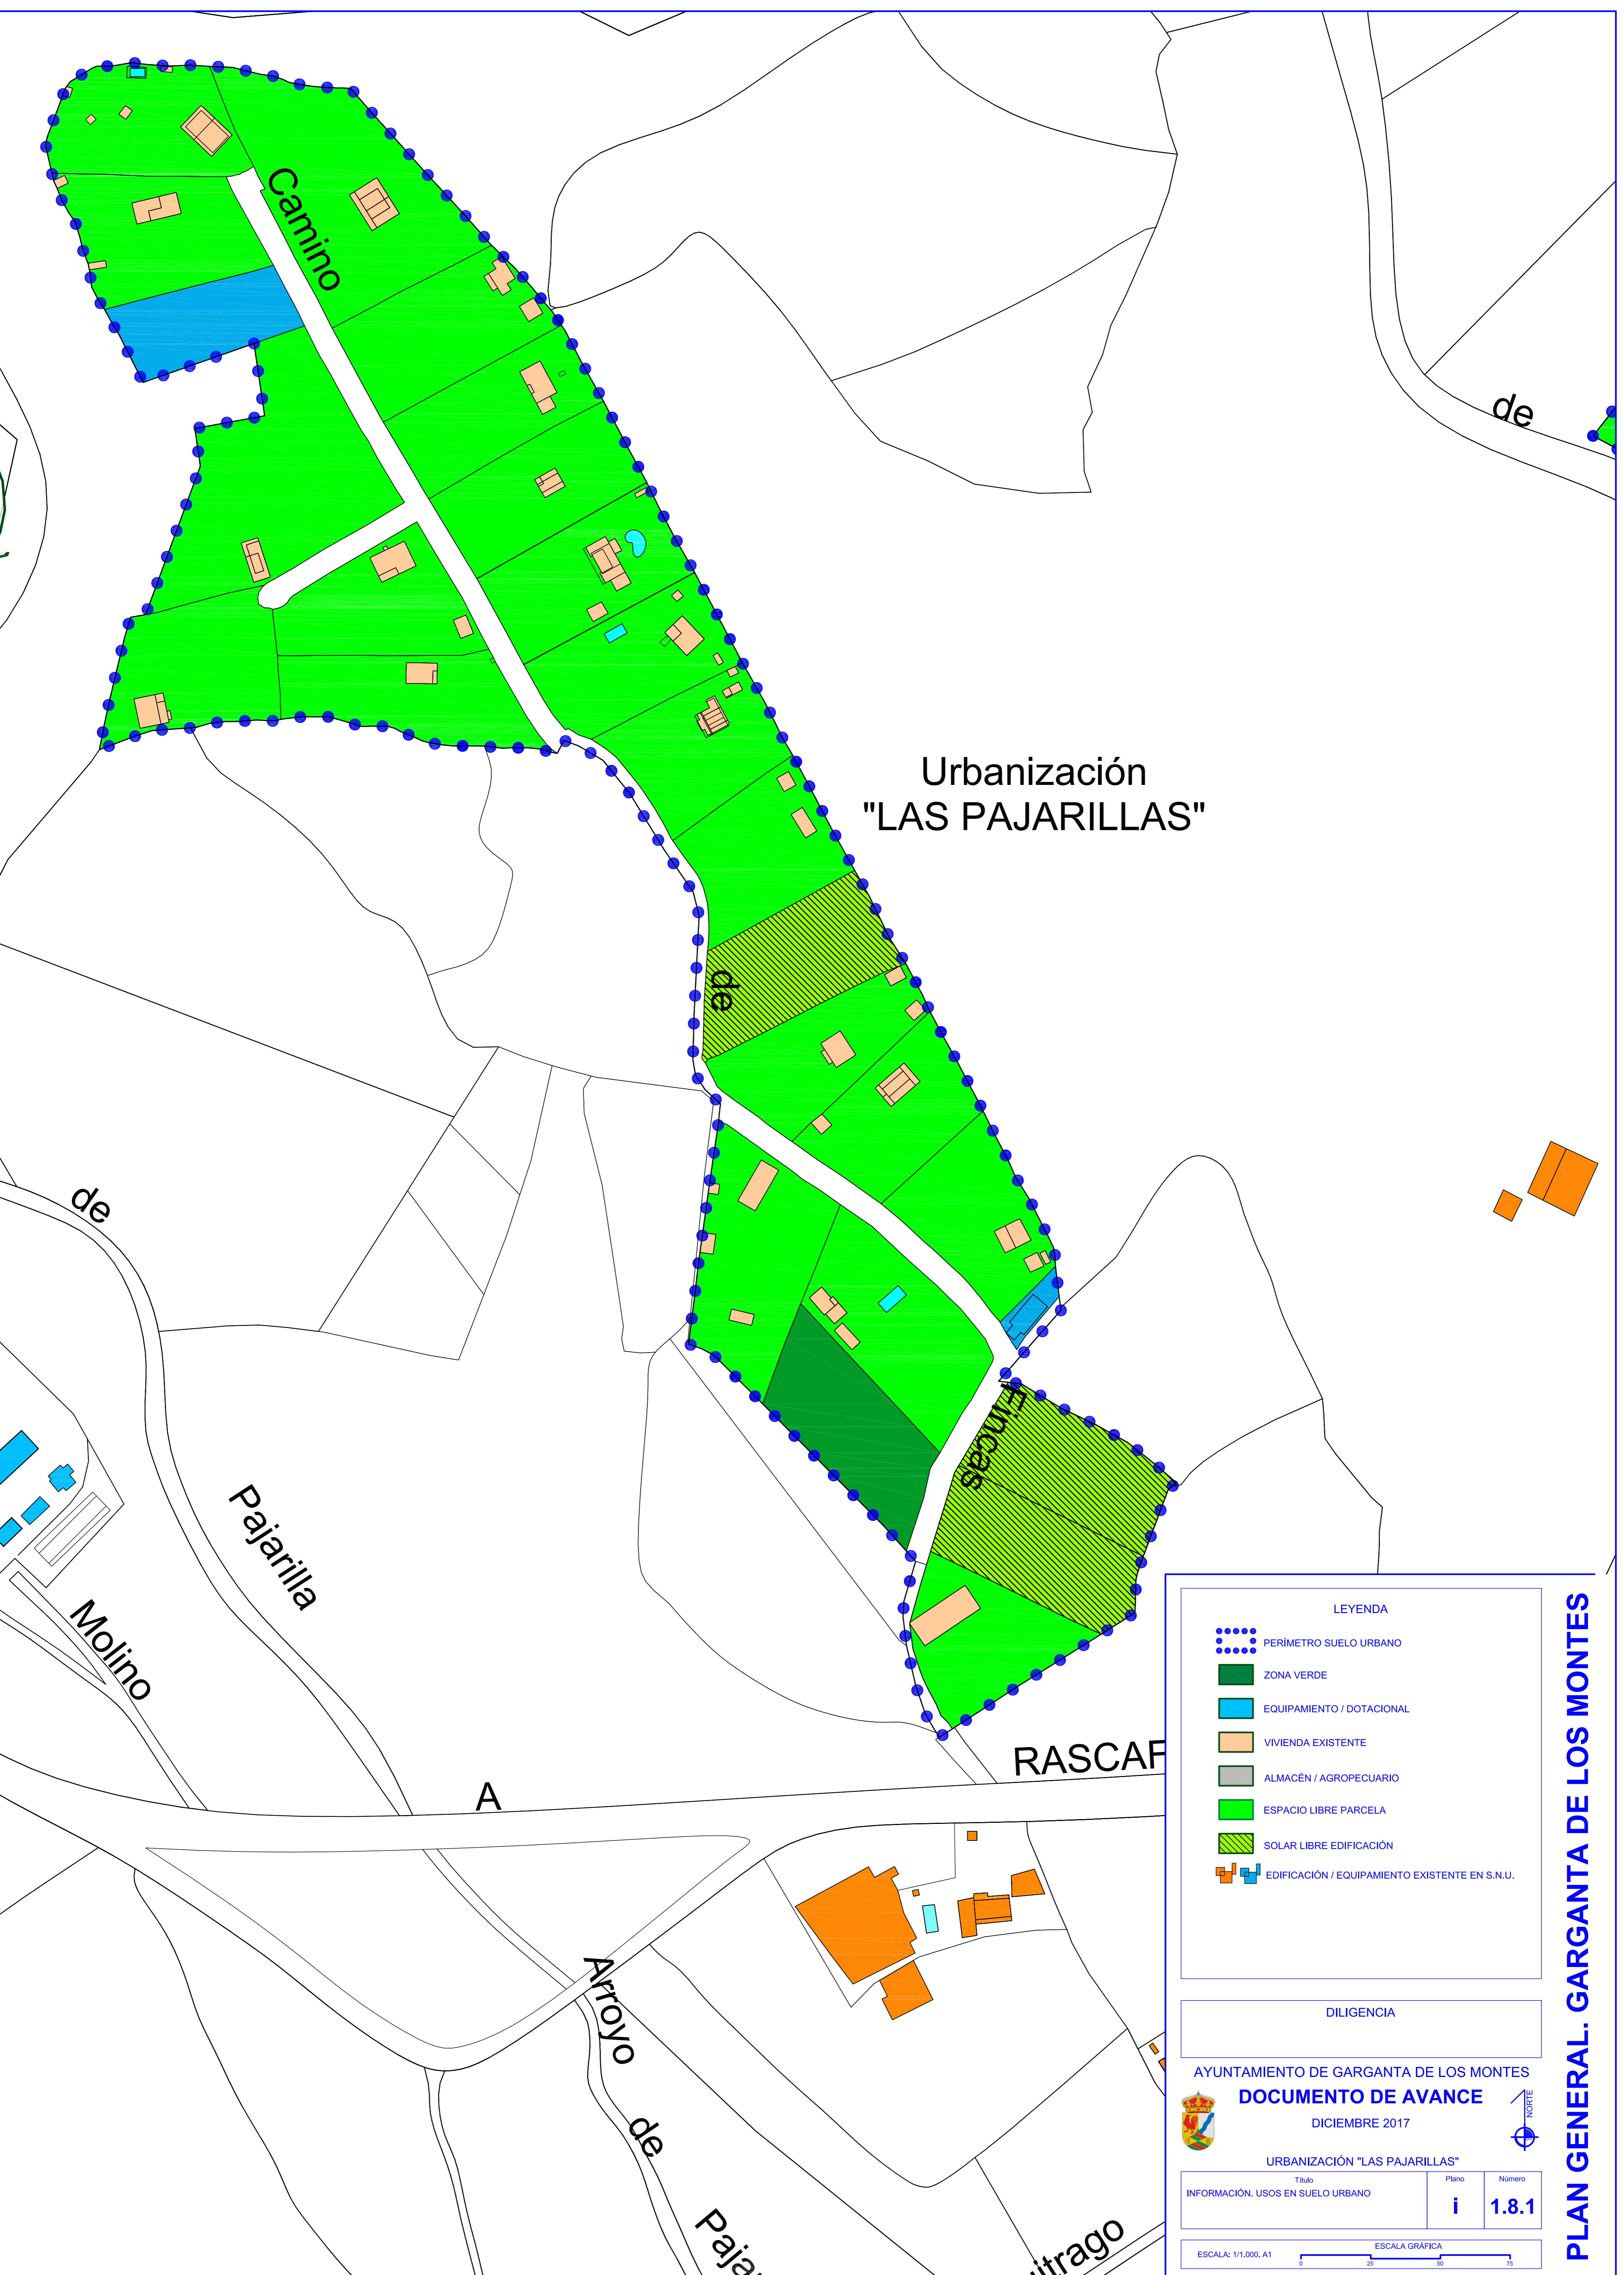 Camino
de
Urbanización
"LAS PAJARILLAS"
de
de
Fincas
Pajarilla
Molino
A
RASCAF
Arroyo
de
Paja
itrago
LEYENDA
PERÍMETRO SUELO URBANO
ZONA VERDE
EQUIPAMIENTO / DOTACIONAL
VIVIENDA EXISTENTE
ALMACÉN / AGROPECUARIO
ESPACIO LIBRE PARCELA
SOLAR LIBRE EDIFICACIÓN
EDIFICACIÓN / EQUIPAMIENTO EXISTENTE EN S.N.U.
DILIGENCIA
AYUNTAMIENTO DE GARGANTA DE LOS MONTES
DOCUMENTO DE AVANCE
DICIEMBRE 2017
NORTE
URBANIZACIÓN "LAS PAJARILLAS"
Título
INFORMACIÓN. USOS EN SUELO URBANO
Plano
i
Número
1.8.1
ESCALA: 1/1.000. A1
ESCALA GRÁFICA
0 25 50 75
PLAN GENERAL. GARGANTA DE LOS MONTES